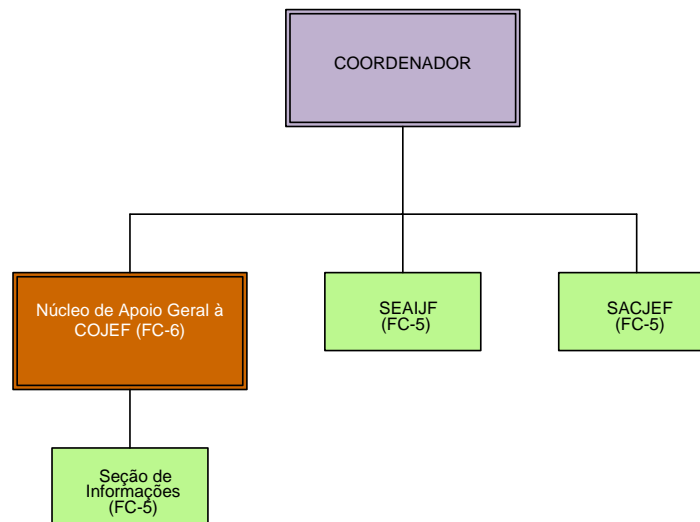 COORDENADOR
Núcleo de Apoio Geral à
COJEF (FC-6)
SEAIJF
(FC-5)
SACJEF
(FC-5)
Seção de
Informações
(FC-5)